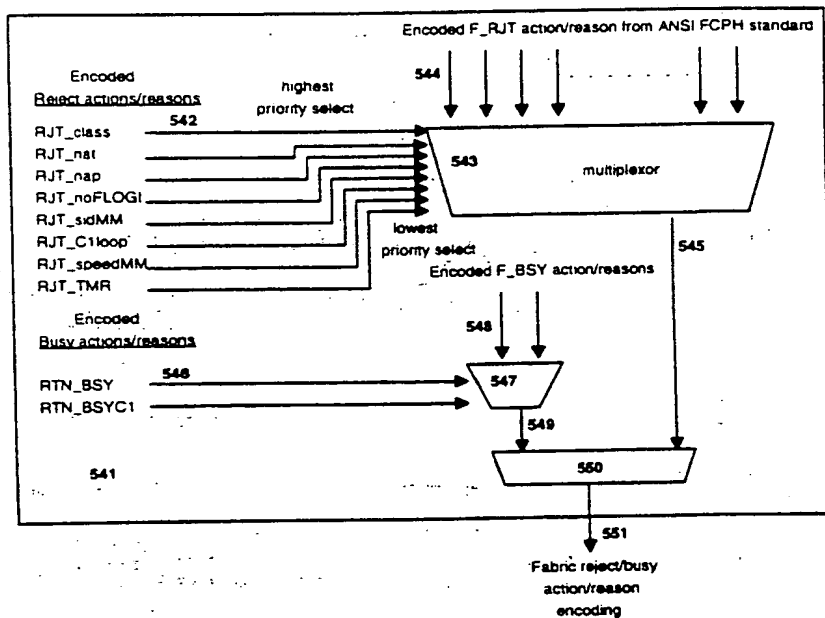 Encoded F_RJT action/reason from ANSI FCPH standard
544
Encoded
Reject actions/reasons
highest
priority select
542
RJT_class
RJT_nat
RJT_nap
RJT_noFLOGI
RJT_sidMM
RJT_C1loop
RJT_speedMM
RJT_TMR
543
multiplexor
lowest
priority select
545
Encoded F_BSY action/reasons
Encoded
Busy actions/reasons
548
546
RTN_BSY
RTN_BSYC1
547
549
541
550
551
Fabric reject/busy
action/reason
encoding